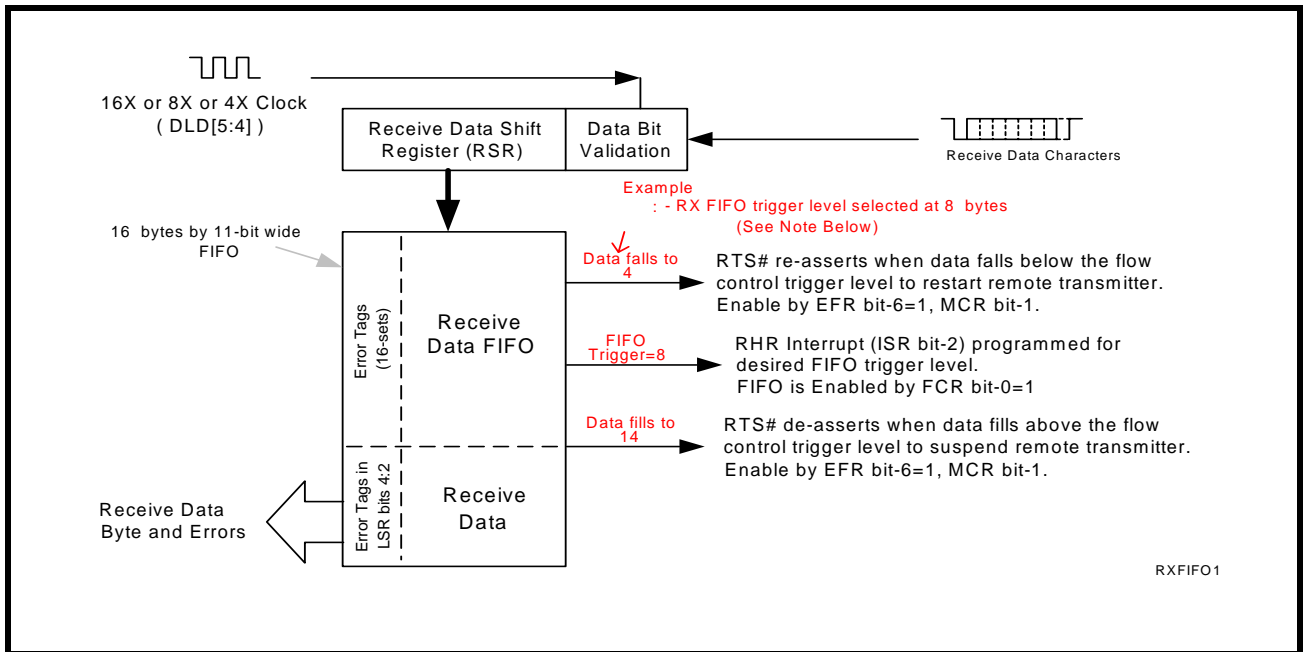 16X or 8X or 4X Clock
( DLD[5:4] )
Receive Data Shift
Register (RSR)
Data Bit
Validation
Receive Data Characters
Example
: - RX FIFO trigger level selected at 8 bytes
(See Note Below)
16 bytes by 11-bit wide
FIFO
Error Tags
(16-sets)
Receive
Data FIFO
Data falls to
4
RTS# re-asserts when data falls below the flow
control trigger level to restart remote transmitter.
Enable by EFR bit-6=1, MCR bit-1.
FIFO
Trigger=8
RHR Interrupt (ISR bit-2) programmed for
desired FIFO trigger level.
FIFO is Enabled by FCR bit-0=1
Data fills to
14
RTS# de-asserts when data fills above the flow
control trigger level to suspend remote transmitter.
Enable by EFR bit-6=1, MCR bit-1.
Error Tags in
LSR bits 4:2
Receive
Data
Receive Data
Byte and Errors
RXFIFO1